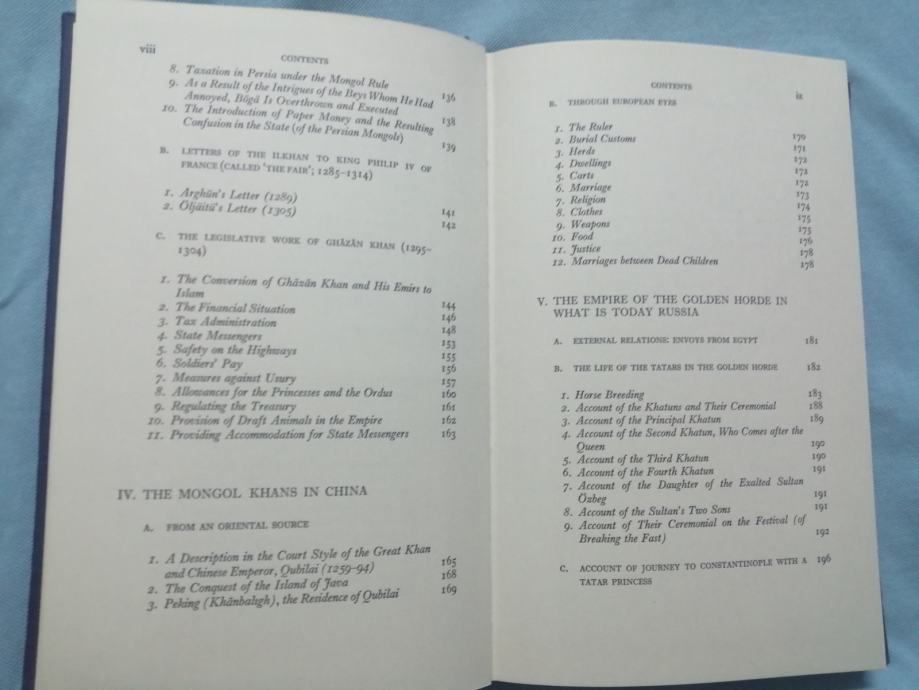 viii
CONTENTS
8. Taxation in Persia under the Mongol Rule 136
9. As a Result of the Intrigues of the Beys Whom He Had
Annoyed, Bögä Is Overthrown and Executed 138
10. The Introduction of Paper Money and the Resulting
Confusion in the State (of the Persian Mongols) 139
B. LETTERS OF THE ILKHAN TO KING PHILIP IV OF
FRANCE (CALLED 'THE FAIR'; 1285–1314)
1. Arghūn's Letter (1289) 141
2. Öljäitü's Letter (1305) 142
C. THE LEGISLATIVE WORK OF GHĀZĀN KHAN (1295–
1304)
1. The Conversion of Ghāzān Khan and His Emirs to
Islam 144
2. The Financial Situation 146
3. Tax Administration 148
4. State Messengers 153
5. Safety on the Highways 155
6. Soldiers' Pay 156
7. Measures against Usury 157
8. Allowances for the Princesses and the Ordus 160
9. Regulating the Treasury 161
10. Provision of Draft Animals in the Empire 162
11. Providing Accommodation for State Messengers 163
IV. THE MONGOL KHANS IN CHINA
A. FROM AN ORIENTAL SOURCE
1. A Description in the Court Style of the Great Khan
and Chinese Emperor, Qubilai (1259–94) 165
2. The Conquest of the Island of Java 168
3. Peking (Khānbaligh), the Residence of Qubilai 169
CONTENTS
ix
B. THROUGH EUROPEAN EYES
1. The Ruler 170
2. Burial Customs 171
3. Herds 172
4. Dwellings 172
5. Carts 172
6. Marriage 173
7. Religion 174
8. Clothes 175
9. Weapons 175
10. Food 176
11. Justice 178
12. Marriages between Dead Children 178
V. THE EMPIRE OF THE GOLDEN HORDE IN
WHAT IS TODAY RUSSIA
A. EXTERNAL RELATIONS: ENVOYS FROM EGYPT 181
B. THE LIFE OF THE TATARS IN THE GOLDEN HORDE 182
1. Horse Breeding 183
2. Account of the Khatuns and Their Ceremonial 188
3. Account of the Principal Khatun 189
4. Account of the Second Khatun, Who Comes after the
Queen 190
5. Account of the Third Khatun 190
6. Account of the Fourth Khatun 191
7. Account of the Daughter of the Exalted Sultan
Özbeg 191
8. Account of the Sultan's Two Sons 191
9. Account of Their Ceremonial on the Festival (of
Breaking the Fast) 192
C. ACCOUNT OF JOURNEY TO CONSTANTINOPLE WITH A 196
TATAR PRINCESS